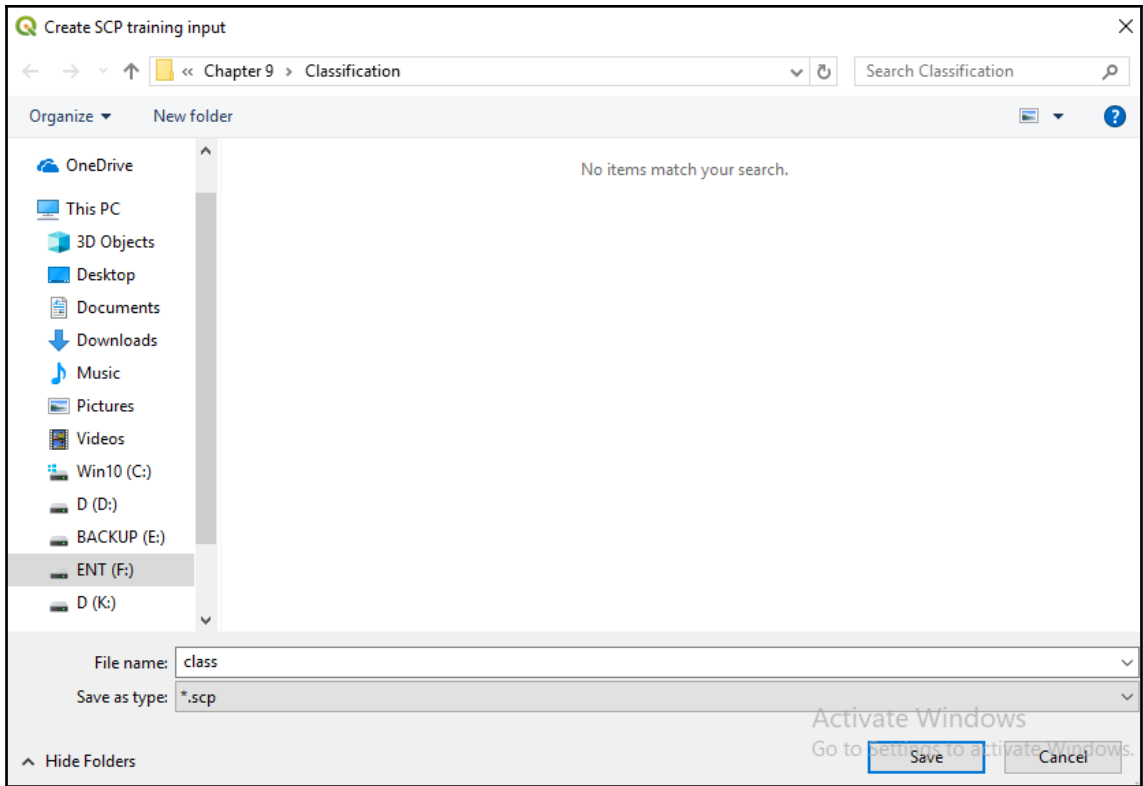 Create SCP training input
« Chapter 9 › Classification
Search Classification
Organize
New folder
OneDrive
No items match your search.
This PC
3D Objects
Desktop
Documents
Downloads
Music
Pictures
Videos
Win10 (C:)
D (D:)
BACKUP (E:)
ENT (F:)
D (K:)
File name: class
Save as type: *.scp
Activate Windows
Go to Settings to activate Windows.
Hide Folders
Save
Cancel